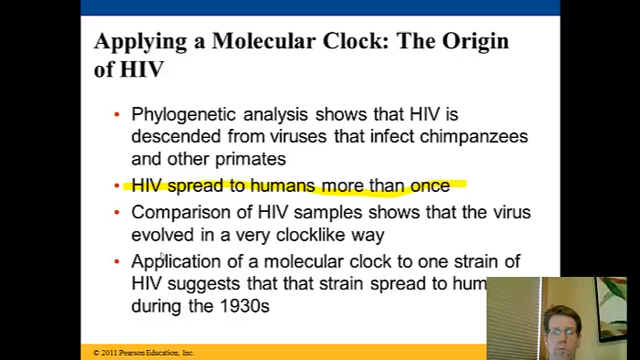 Applying a Molecular Clock: The Origin
of HIV
• Phylogenetic analysis shows that HIV is
descended from viruses that infect chimpanzees
and other primates
• HIV spread to humans more than once
• Comparison of HIV samples shows that the virus
evolved in a very clocklike way
• Application of a molecular clock to one strain of
HIV suggests that that strain spread to hum
during the 1930s
© 2011 Pearson Education, Inc.